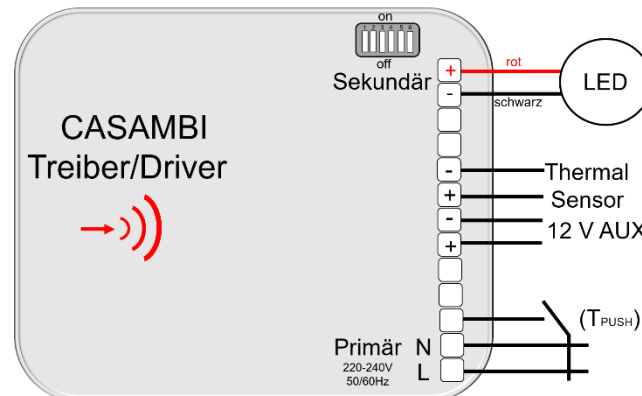 on
1 2 3 4 5 6
off
Sekundär
+ rot
- schwarz
LED
CASAMBI
Treiber/Driver
- Thermal
+ Sensor
- 12 V AUX
+
(TPUSH)
Primär N
220-240V
50/60Hz
L